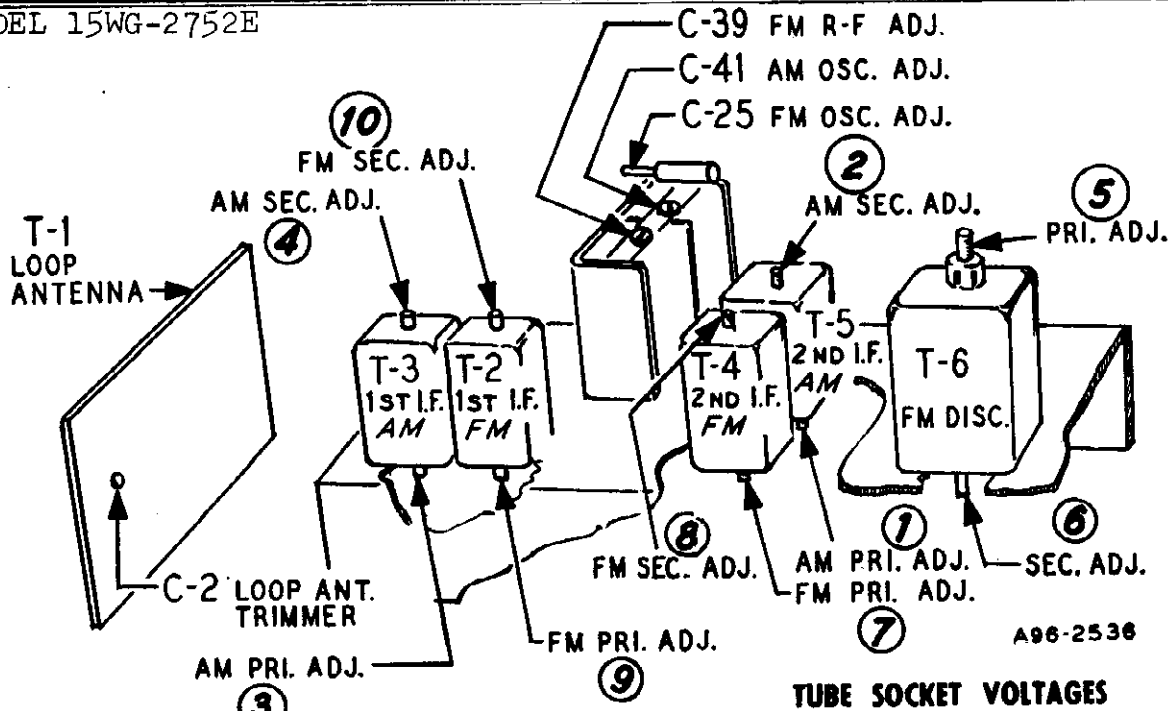 DEL 15WG-2752E
C-39 FM R-F ADJ.
C-41 AM OSC. ADJ.
C-25 FM OSC. ADJ.
10
FM SEC. ADJ.
2
AM SEC. ADJ.
5
PRI. ADJ.
AM SEC. ADJ.
4
T-1
LOOP
ANTENNA
T-3
1ST I.F.
AM
T-2
1ST I.F.
FM
T-4
2ND I.F.
FM
T-5
2ND I.F.
AM
T-6
FM DISC.
8
FM SEC. ADJ.
1
AM PRI. ADJ.
FM PRI. ADJ.
7
6
SEC. ADJ.
C-2 LOOP ANT.
TRIMMER
AM PRI. ADJ.
3
FM PRI. ADJ.
9
A96-2536
TUBE SOCKET VOLTAGES